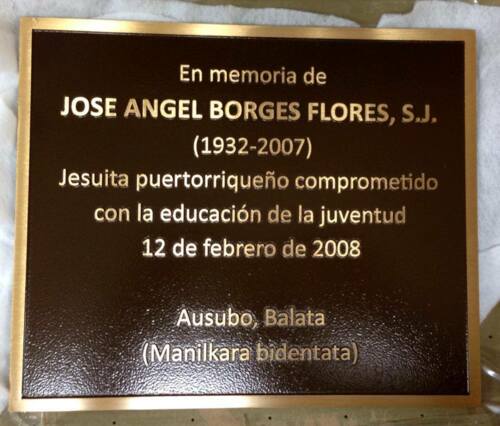 En memoria de
JOSE ANGEL BORGES FLORES, S.J.
(1932-2007)
Jesuita puertorriqueño comprometido
con la educación de la juventud
12 de febrero de 2008
Ausubo, Balata
(Manilkara bidentata)